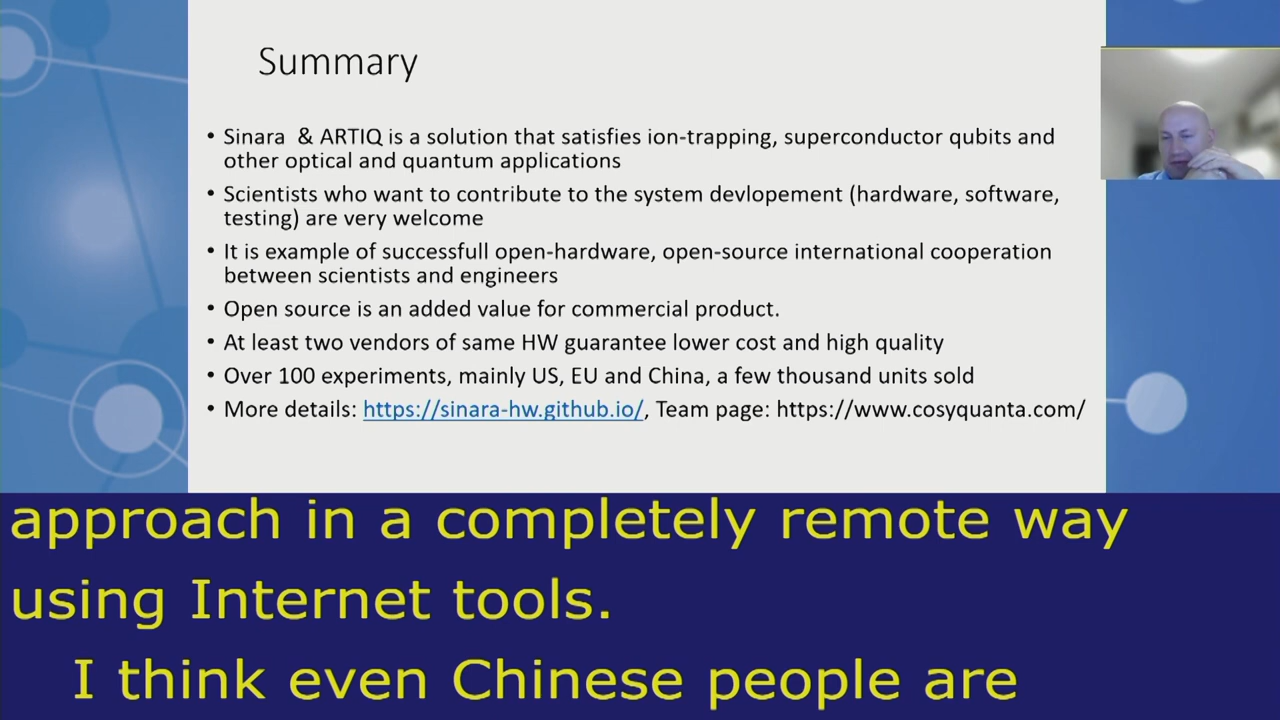 Summary
• Sinara & ARTIQ is a solution that satisfies ion-trapping, superconductor qubits and
other optical and quantum applications
• Scientists who want to contribute to the system devlopement (hardware, software,
testing) are very welcome
• It is example of successfull open-hardware, open-source international cooperation
between scientists and engineers
• Open source is an added value for commercial product.
• At least two vendors of same HW guarantee lower cost and high quality
• Over 100 experiments, mainly US, EU and China, a few thousand units sold
• More details: https://sinara-hw.github.io/, Team page: https://www.cosyquanta.com/
approach in a completely remote way
using Internet tools.
I think even Chinese people are